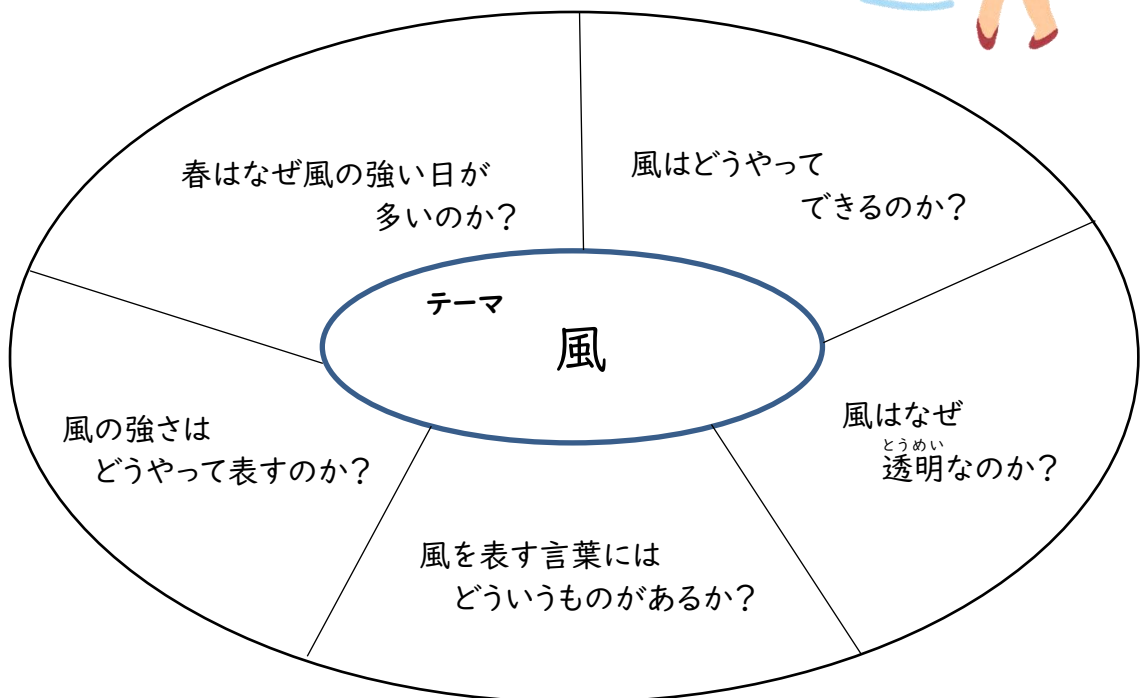 春はなぜ風の強い日が
多いのか？
風はどうやって
できるのか？
テーマ
風
風の強さは
どうやって表すのか？
風はなぜ
とうめい
透明なのか？
風を表す言葉には
どういうものがあるか？